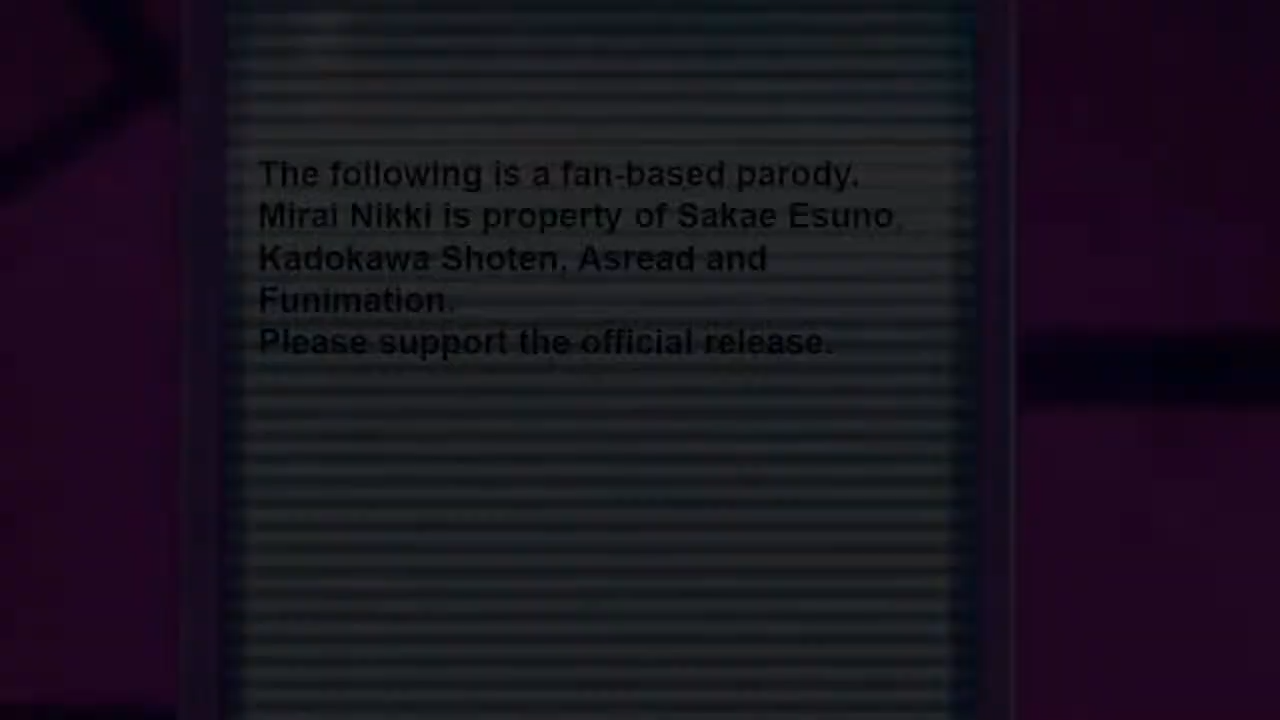 The following is a fan-based parody.
Mirai Nikki is property of Sakae Esuno,
Kadokawa Shoten, Asread and
Funimation.
Please support the official release.